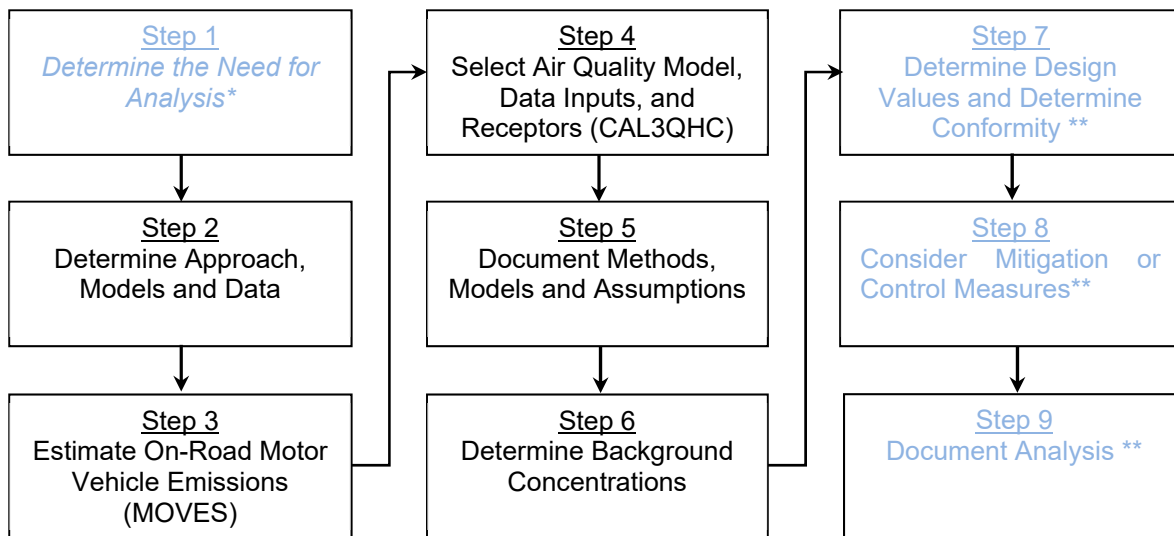 Step 1
Determine the Need for
Analysis*
Step 2
Determine Approach,
Models and Data
Step 3
Estimate On-Road Motor
Vehicle Emissions
(MOVES)
Step 4
Select Air Quality Model,
Data Inputs, and
Receptors (CAL3QHC)
Step 5
Document Methods,
Models and Assumptions
Step 6
Determine Background
Concentrations
Step 7
Determine Design
Values and Determine
Conformity **
Step 8
Consider Mitigation or
Control Measures**
Step 9
Document Analysis **